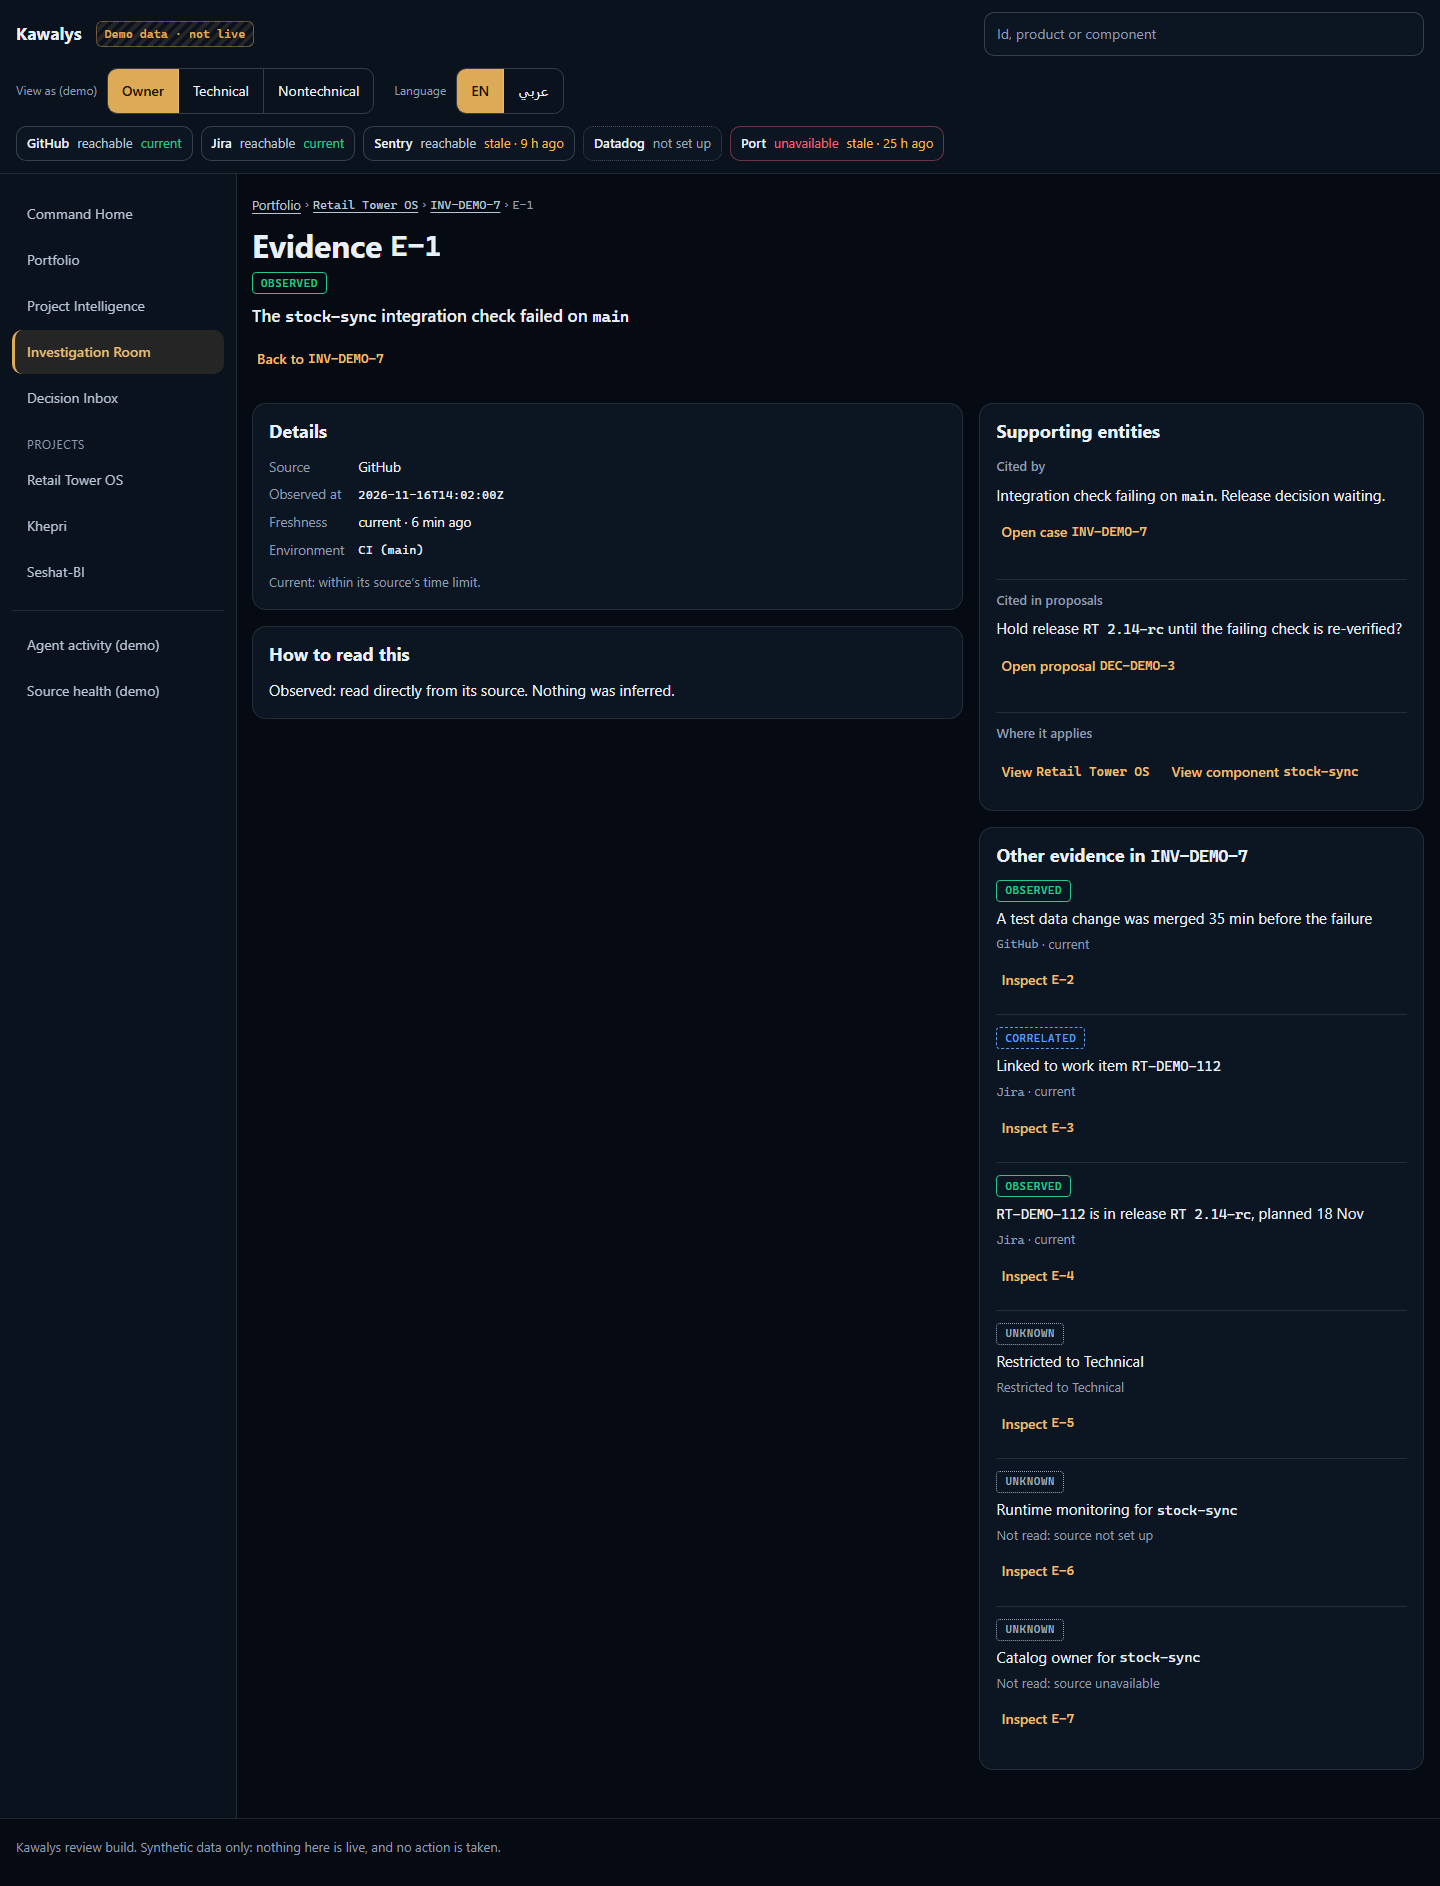 Kawalys
Demo data · not live
Id, product or component
View as (demo)
Owner
Technical
Nontechnical
Language
EN
عربي
GitHub reachable current
Jira reachable current
Sentry reachable stale · 9 h ago
Datadog not set up
Port unavailable stale · 25 h ago
Command Home
Portfolio
Project Intelligence
Investigation Room
Decision Inbox
PROJECTS
Retail Tower OS
Khepri
Seshat-BI
Agent activity (demo)
Source health (demo)
Portfolio › Retail Tower OS › INV-DEMO-7 › E-1
Evidence E-1
OBSERVED
The stock-sync integration check failed on main
Back to INV-DEMO-7
Details
Source GitHub
Observed at 2026-11-16T14:02:00Z
Freshness current · 6 min ago
Environment CI (main)
Current: within its source's time limit.
How to read this
Observed: read directly from its source. Nothing was inferred.
Supporting entities
Cited by
Integration check failing on main. Release decision waiting.
Open case INV-DEMO-7
Cited in proposals
Hold release RT 2.14-rc until the failing check is re-verified?
Open proposal DEC-DEMO-3
Where it applies
View Retail Tower OS View component stock-sync
Other evidence in INV-DEMO-7
OBSERVED
A test data change was merged 35 min before the failure
GitHub · current
Inspect E-2
CORRELATED
Linked to work item RT-DEMO-112
Jira · current
Inspect E-3
OBSERVED
RT-DEMO-112 is in release RT 2.14-rc, planned 18 Nov
Jira · current
Inspect E-4
UNKNOWN
Restricted to Technical
Restricted to Technical
Inspect E-5
UNKNOWN
Runtime monitoring for stock-sync
Not read: source not set up
Inspect E-6
UNKNOWN
Catalog owner for stock-sync
Not read: source unavailable
Inspect E-7
Kawalys review build. Synthetic data only: nothing here is live, and no action is taken.